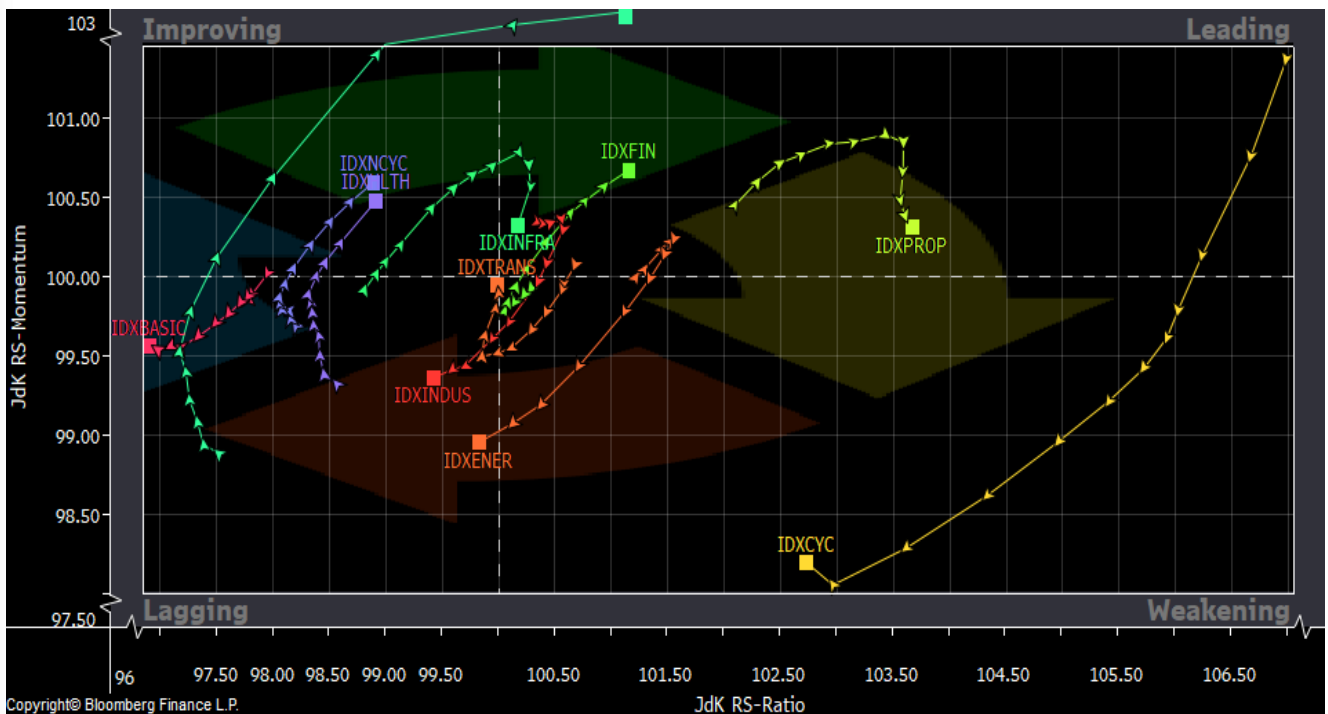 103
Improving
Leading
101.00
100.50
100.00
99.50
99.00
98.50
97.50
JdK RS-Momentum
IDXNCYC
IDXFIN
IDXINFRA
IDXPROP
IDXTRANS
IDXBASIC
IDXINDUS
IDXENER
IDXCYC
Lagging
Weakening
96
97.50
98.00
98.50
99.00
99.50
100.50
101.50
102.50
103.50
104.50
105.50
106.50
JdK RS-Ratio
Copyright© Bloomberg Finance L.P.